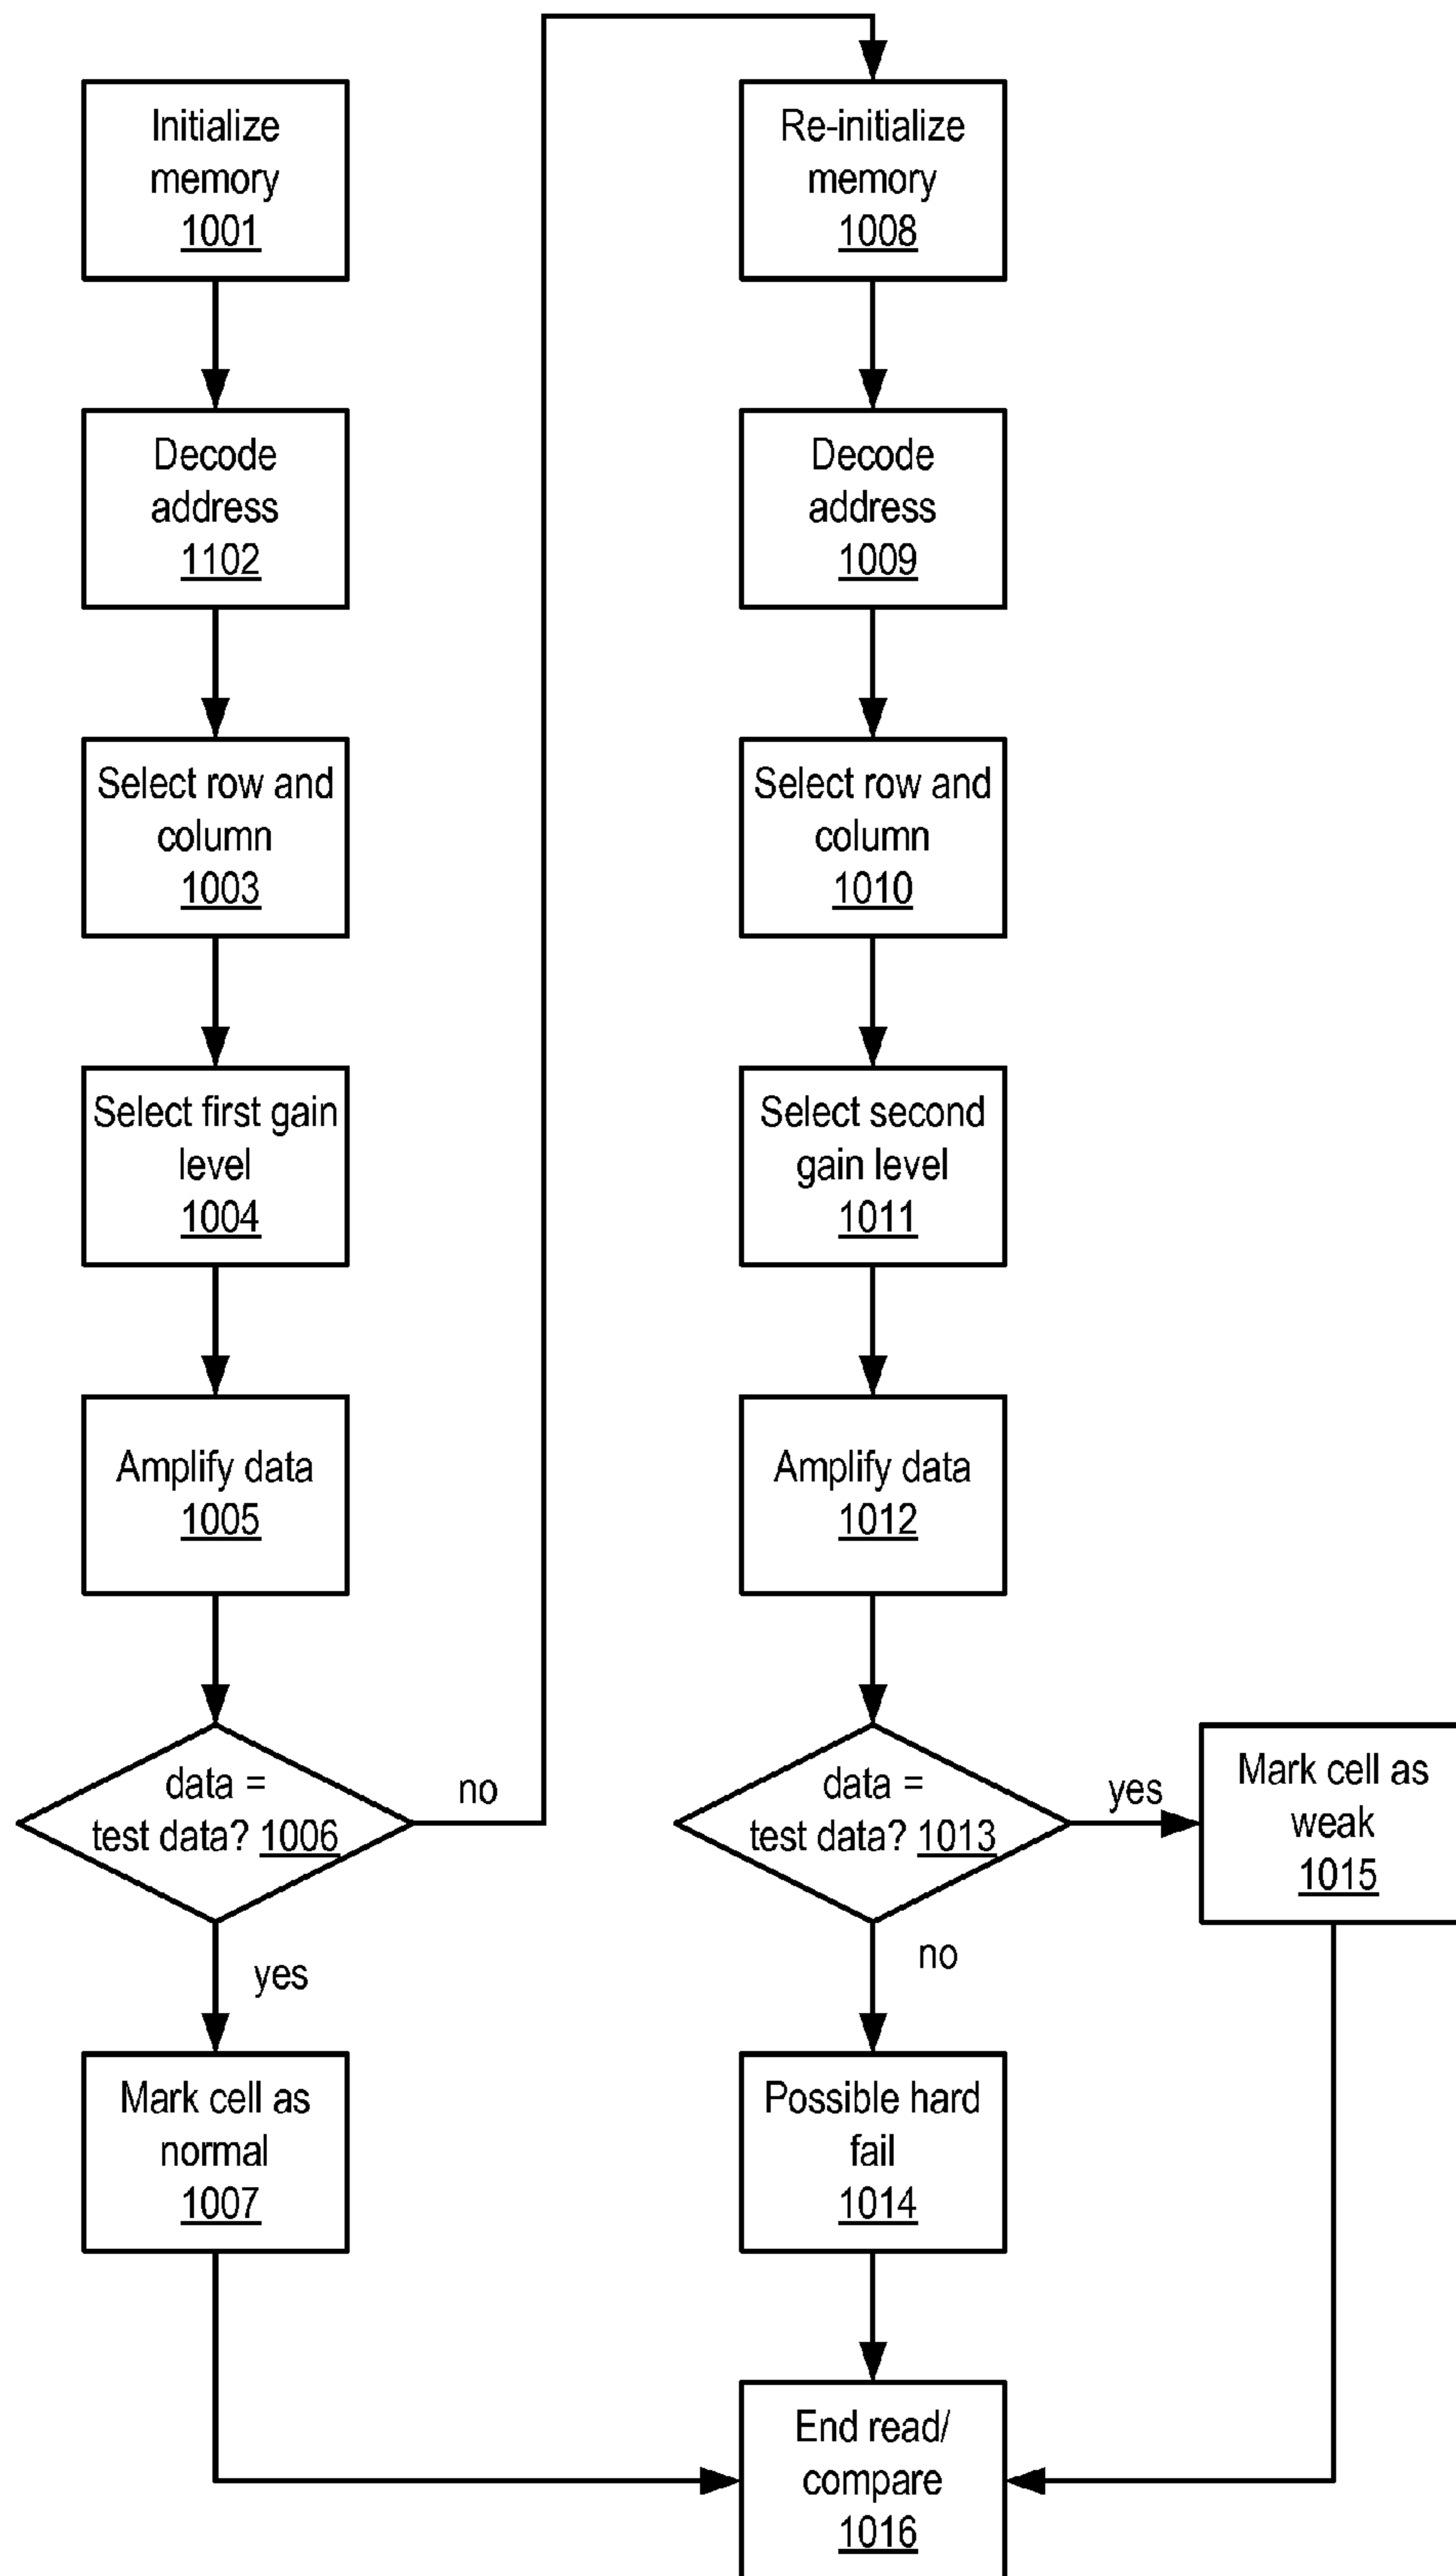 Initialize
memory
1001
Decode
address
1102
Select row and
column
1003
Select first gain
level
1004
Amplify data
1005
data =
test data? 1006
no
yes
Mark cell as
normal
1007
Re-initialize
memory
1008
Decode
address
1009
Select row and
column
1010
Select second
gain level
1011
Amplify data
1012
data =
test data? 1013
yes
no
Mark cell as
weak
1015
Possible hard
fail
1014
End read/
compare
1016